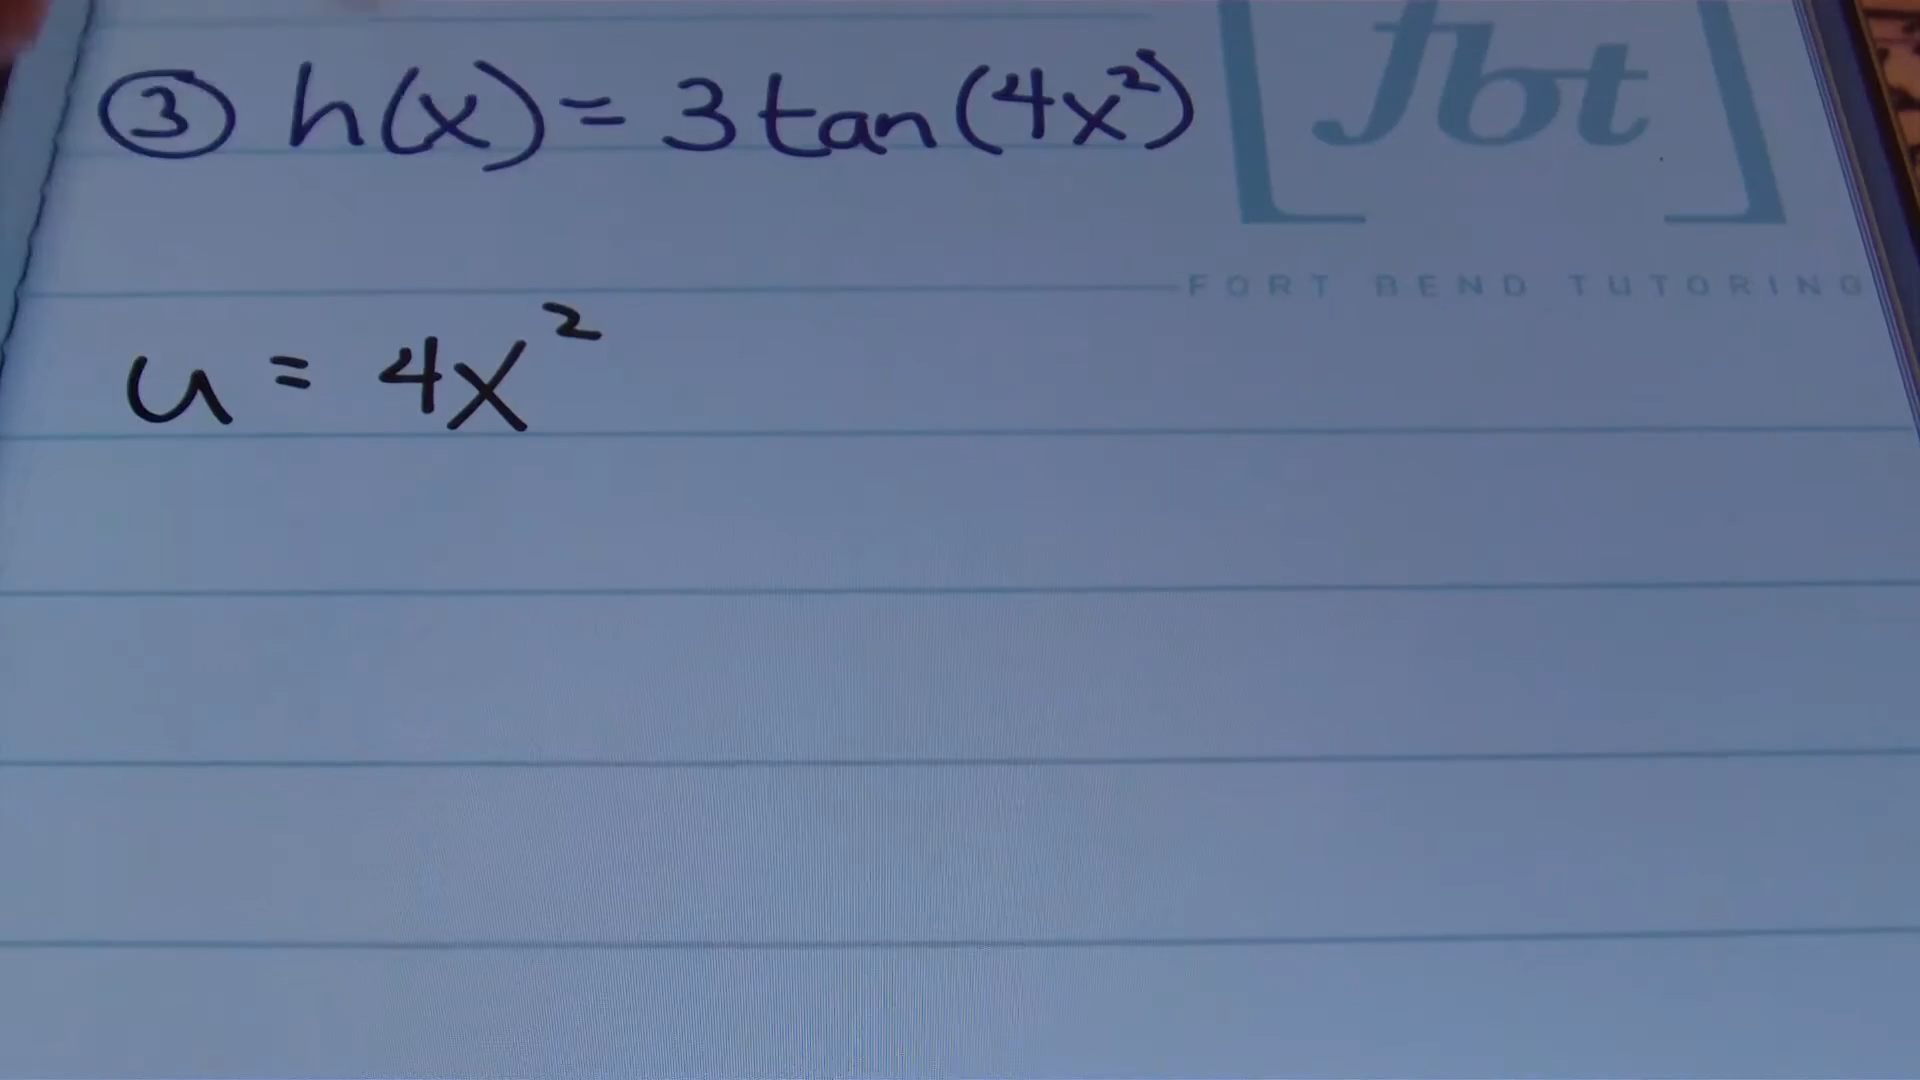 ③ h(x) = 3tan(4x²)
fbt
FORT BEND TUTORING
u = 4x²